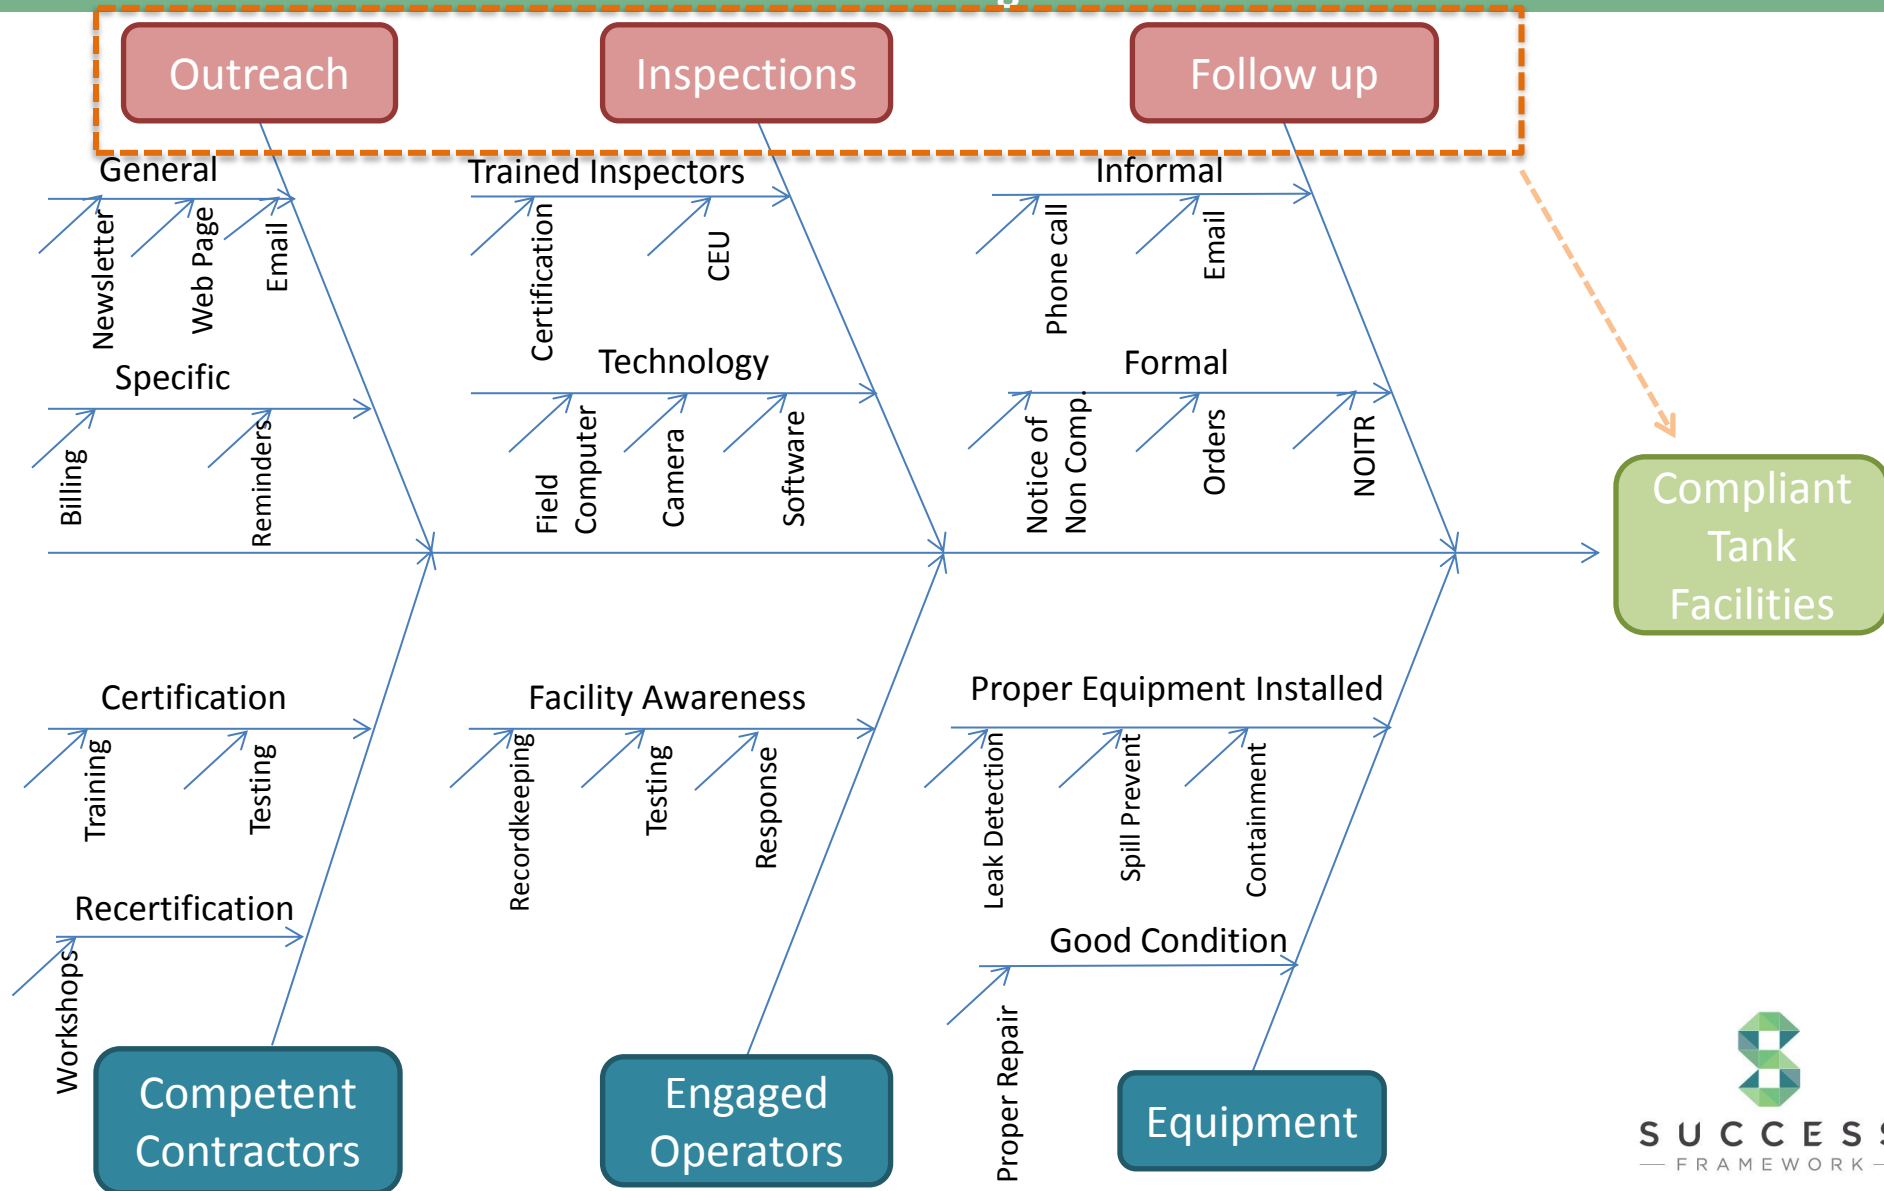 Outreach
Inspections
Follow up
General
Newsletter
Web Page
Email
Specific
Billing
Reminders
Trained Inspectors
Certification
CEU
Technology
Field
Computer
Camera
Software
Informal
Phone call
Email
Formal
Notice of
Non Comp.
Orders
NOITR
Compliant
Tank
Facilities
Certification
Training
Testing
Recertification
Workshops
Competent
Contractors
Facility Awareness
Recordkeeping
Testing
Response
Engaged
Operators
Proper Equipment Installed
Leak Detection
Spill Prevent
Containment
Good Condition
Proper Repair
Equipment
SUCCESS
FRAMEWORK